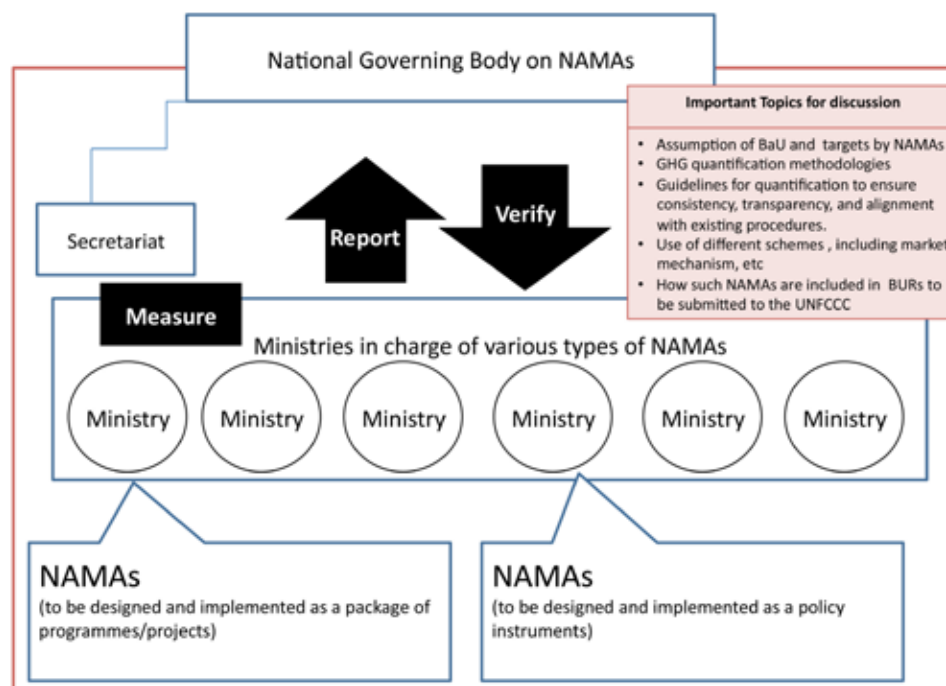 National Governing Body on NAMAs
Important Topics for discussion
• Assumption of BaU and targets by NAMAs
• GHG quantification methodologies
• Guidelines for quantification to ensure
consistency, transparency, and alignment
with existing procedures.
• Use of different schemes , including market
mechanism, etc
• How such NAMAs are included in BURs to
be submitted to the UNFCCC
Secretariat
Report
Verify
Measure
Ministries in charge of various types of NAMAs
Ministry
Ministry
Ministry
Ministry
Ministry
Ministry
NAMAs
(to be designed and implemented as a package of
programmes/projects)
NAMAs
(to be designed and implemented as a policy
instruments)